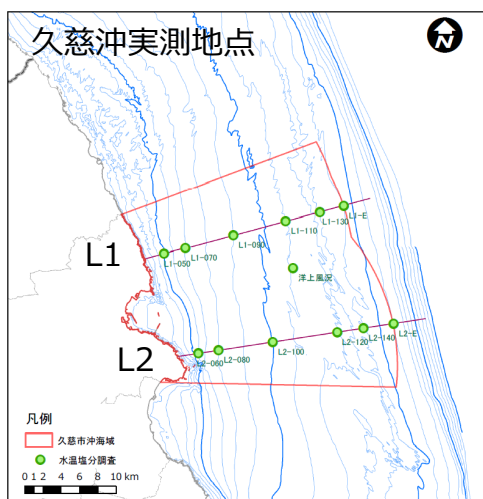 久慈沖実測地点
N
L1
L1-E
L1-130
L1-110
L1-090
L1-070
L1-050
洋上風況
L2
L2-E
L2-140
L2-120
L2-100
L2-080
L2-060
凡例
久慈市沖海域
水温塩分調査
0 1 2 4 6 8 10 km